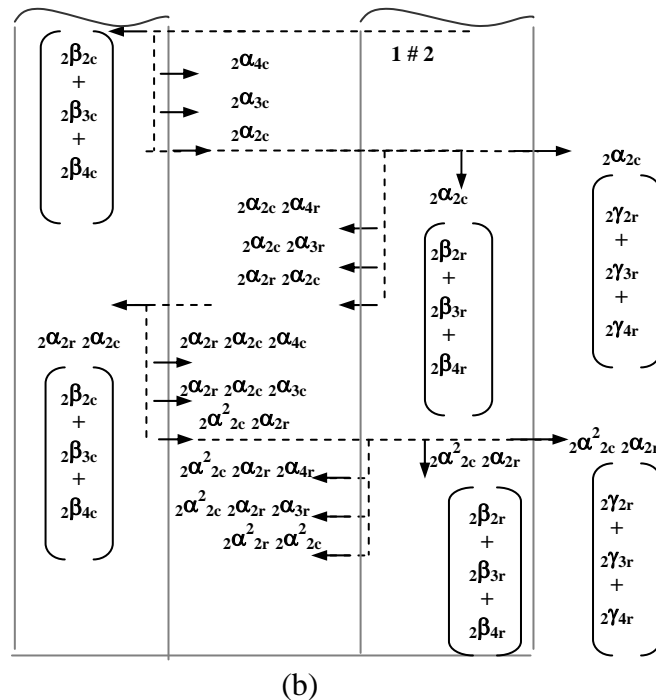 1 # 2
₂β₂c
+
₂β₃c
+
₂β₄c
₂α₄c
₂α₃c
₂α₂c
₂α₂c
₂γ₂r
+
₂γ₃r
+
₂γ₄r
₂α₂c
₂β₂r
+
₂β₃r
+
₂β₄r
₂α₂c ₂α₄r
₂α₂c ₂α₃r
₂α₂r ₂α₂c
₂α₂r ₂α₂c
₂β₂c
+
₂β₃c
+
₂β₄c
₂α₂r ₂α₂c ₂α₄c
₂α₂r ₂α₂c ₂α₃c
₂α²₂c ₂α₂r
₂α²₂c ₂α₂r
₂β₂r
+
₂β₃r
+
₂β₄r
₂α²₂c ₂α₂r
₂γ₂r
+
₂γ₃r
+
₂γ₄r
₂α²₂c ₂α₂r ₂α₄r
₂α²₂c ₂α₂r ₂α₃r
₂α²₂r ₂α²₂c
(b)